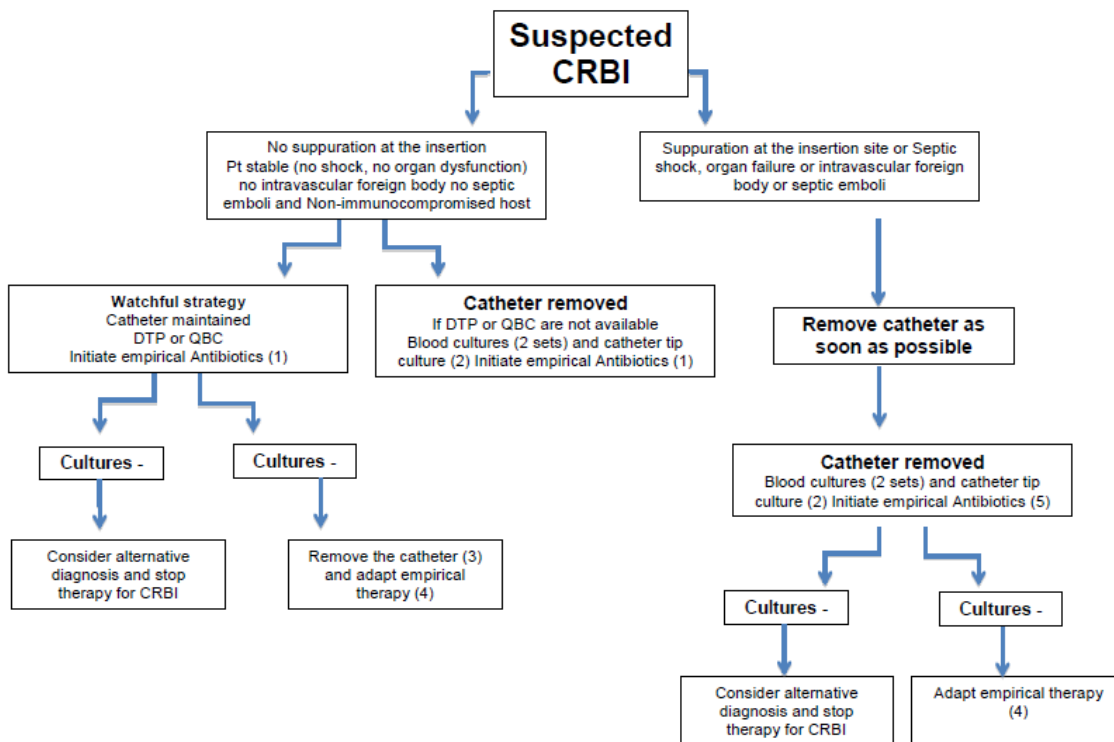 Suspected
CRBI
No suppuration at the insertion
Pt stable (no shock, no organ dysfunction)
no intravascular foreign body no septic
emboli and Non-immunocompromised host
Suppuration at the insertion site or Septic
shock, organ failure or intravascular foreign
body or septic emboli
Watchful strategy
Catheter maintained
DTP or QBC
Initiate empirical Antibiotics (1)
Catheter removed
If DTP or QBC are not available
Blood cultures (2 sets) and catheter tip
culture (2) Initiate empirical Antibiotics (1)
Remove catheter as
soon as possible
Cultures -
Cultures -
Catheter removed
Blood cultures (2 sets) and catheter tip
culture (2) Initiate empirical Antibiotics (5)
Consider alternative
diagnosis and stop
therapy for CRBI
Remove the catheter (3)
and adapt empirical
therapy (4)
Cultures -
Cultures -
Consider alternative
diagnosis and stop
therapy for CRBI
Adapt empirical therapy
(4)